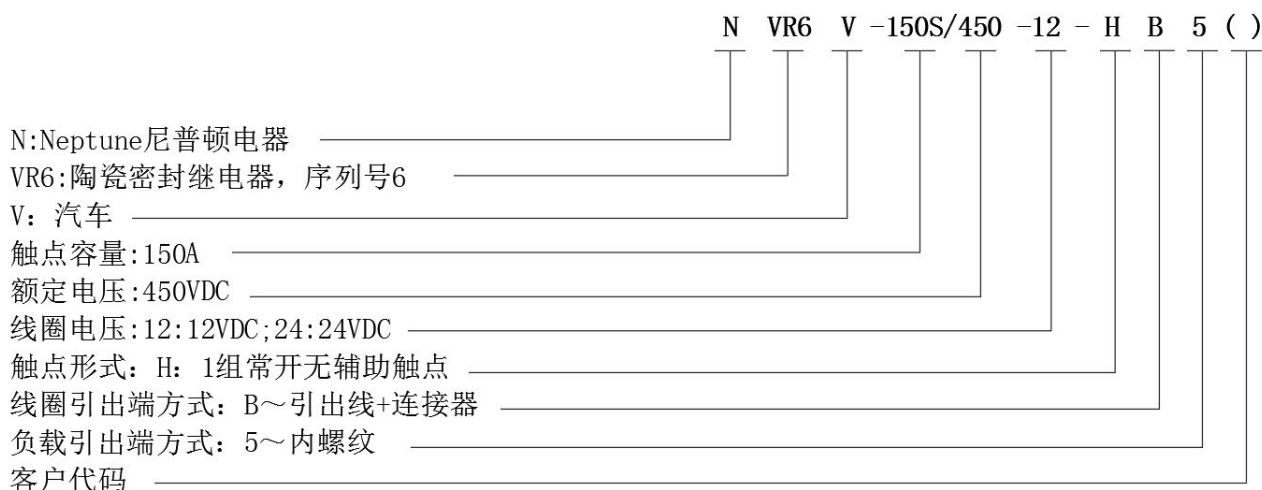 N VR6 V -150S/450 -12 - H B 5 ( )
N:Neptune尼普顿电器
VR6:陶瓷密封继电器，序列号6
V：汽车
触点容量:150A
额定电压:450VDC
线圈电压:12:12VDC;24:24VDC
触点形式：H：1组常开无辅助触点
线圈引出端方式：B～引出线+连接器
负载引出端方式：5～内螺纹
客户代码